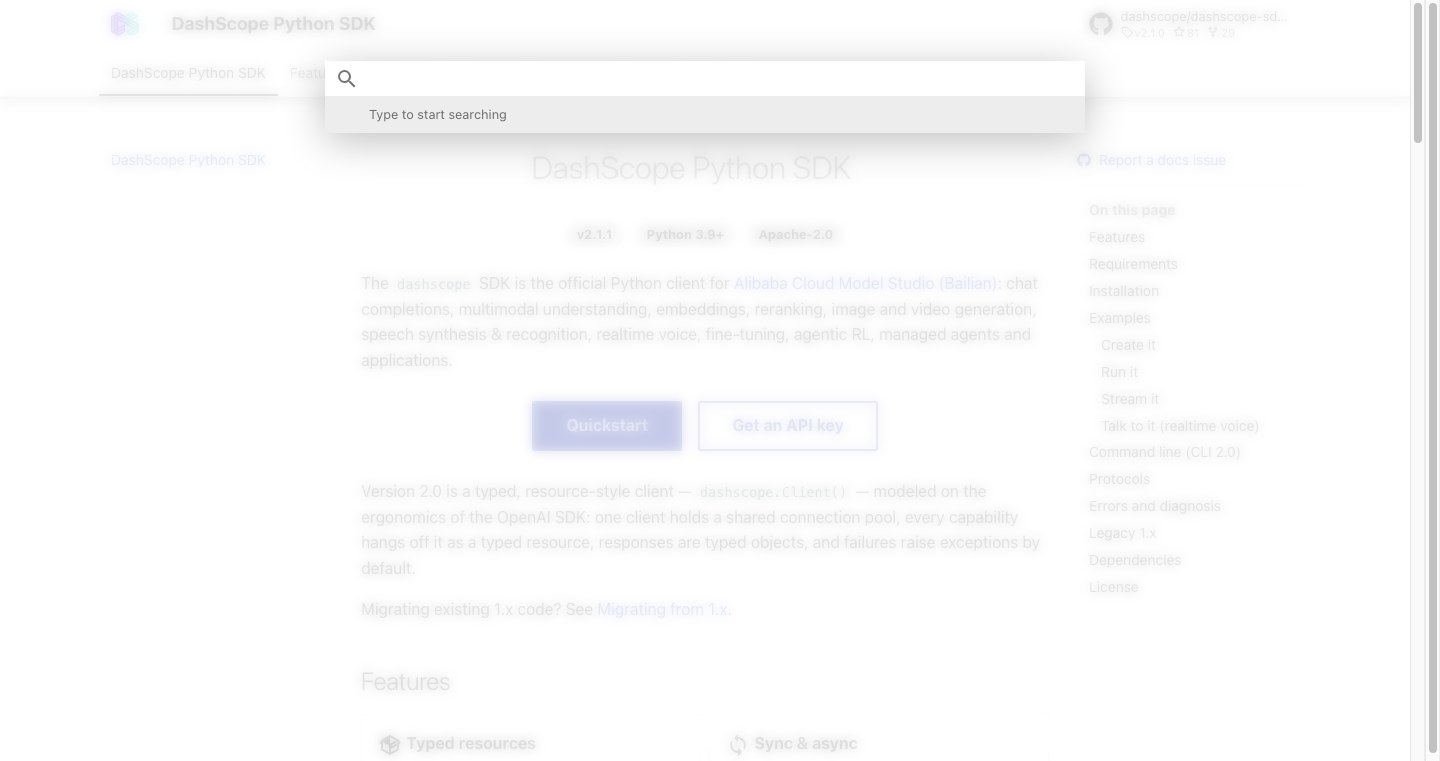 DashScope Python SDK
dashscope/dashscope-sd...
v2.1.0 81 29
DashScope Python SDK Featu
Type to start searching
DashScope Python SDK
DashScope Python SDK
Report a docs issue
v2.1.1 Python 3.9+ Apache-2.0
The dashscope SDK is the official Python client for Alibaba Cloud Model Studio (Bailian): chat
completions, multimodal understanding, embeddings, reranking, image and video generation,
speech synthesis & recognition, realtime voice, fine-tuning, agentic RL, managed agents and
applications.
Quickstart
Get an API key
Version 2.0 is a typed, resource-style client — dashscope.Client() — modeled on the
ergonomics of the OpenAI SDK: one client holds a shared connection pool, every capability
hangs off it as a typed resource, responses are typed objects, and failures raise exceptions by
default.
Migrating existing 1.x code? See Migrating from 1.x.
Features
Typed resources
Sync & async
On this page
Features
Requirements
Installation
Examples
Create it
Run it
Stream it
Talk to it (realtime voice)
Command line (CLI 2.0)
Protocols
Errors and diagnosis
Legacy 1.x
Dependencies
License